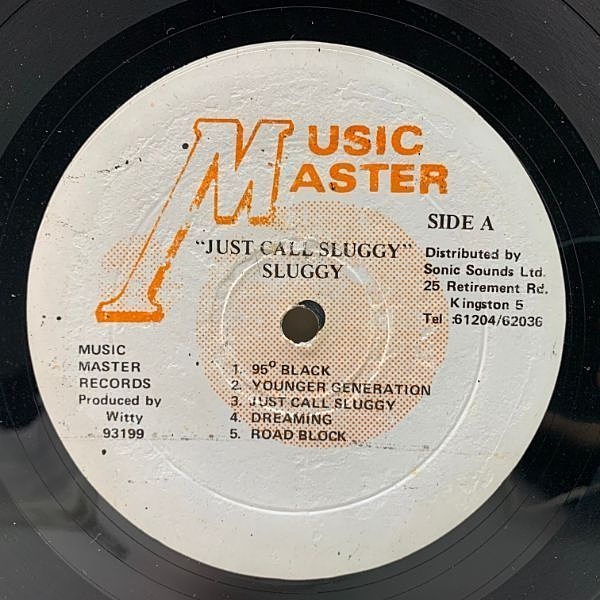 MUSIC
MASTER
SIDE A
"JUST CALL SLUGGY"
SLUGGY
Distributed by
Sonic Sounds Ltd.
25 Retirement Rd.
Kingston 5
Tel :61204/62036
MUSIC
MASTER
RECORDS
Produced by
Witty
93199
1. 95° BLACK
2. YOUNGER GENERATION
3. JUST CALL SLUGGY
4. DREAMING
5. ROAD BLOCK